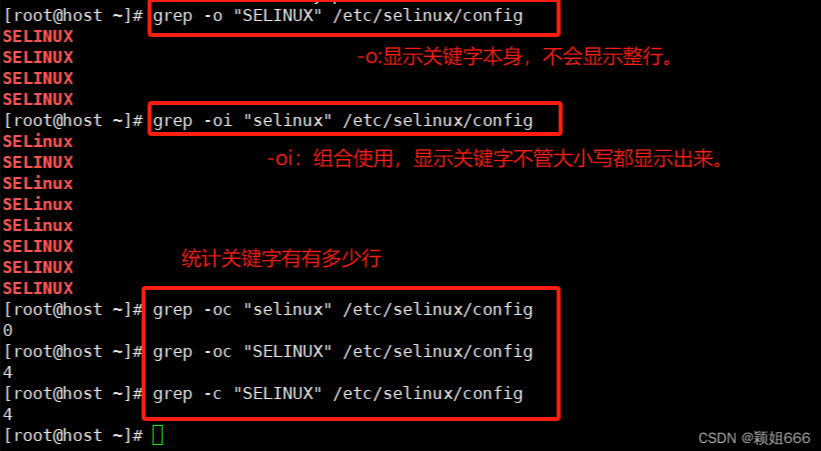 [root@host ~]# grep -o "SELINUX" /etc/selinux/config
SELINUX
-o:显示关键字本身，不会显示整行。
SELINUX
SELINUX
SELINUX
[root@host ~]# grep -oi "selinux" /etc/selinux/config
SELinux
-oi：组合使用，显示关键字不管大小写都显示出来。
SELINUX
SELinux
SELinux
SELinux
SELINUX
统计关键字有有多少行
SELINUX
SELINUX
[root@host ~]# grep -oc "selinux" /etc/selinux/config
0
[root@host ~]# grep -oc "SELINUX" /etc/selinux/config
4
[root@host ~]# grep -c "SELINUX" /etc/selinux/config
4
[root@host ~]#
CSDN @颖姐666